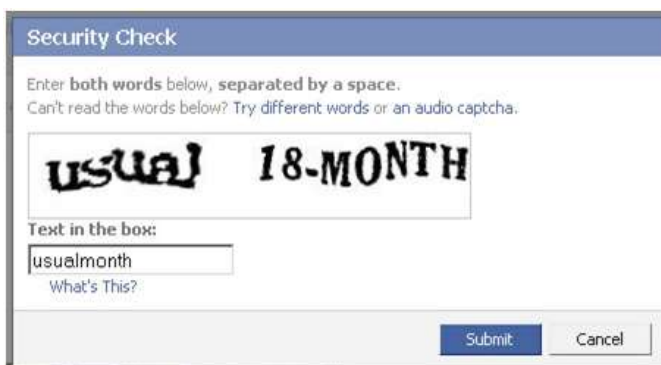 Security Check
Enter both words below, separated by a space.
Can't read the words below? Try different words or an audio captcha.
usual 18-MONTH
Text in the box:
usualmonth
What's This?
Submit Cancel